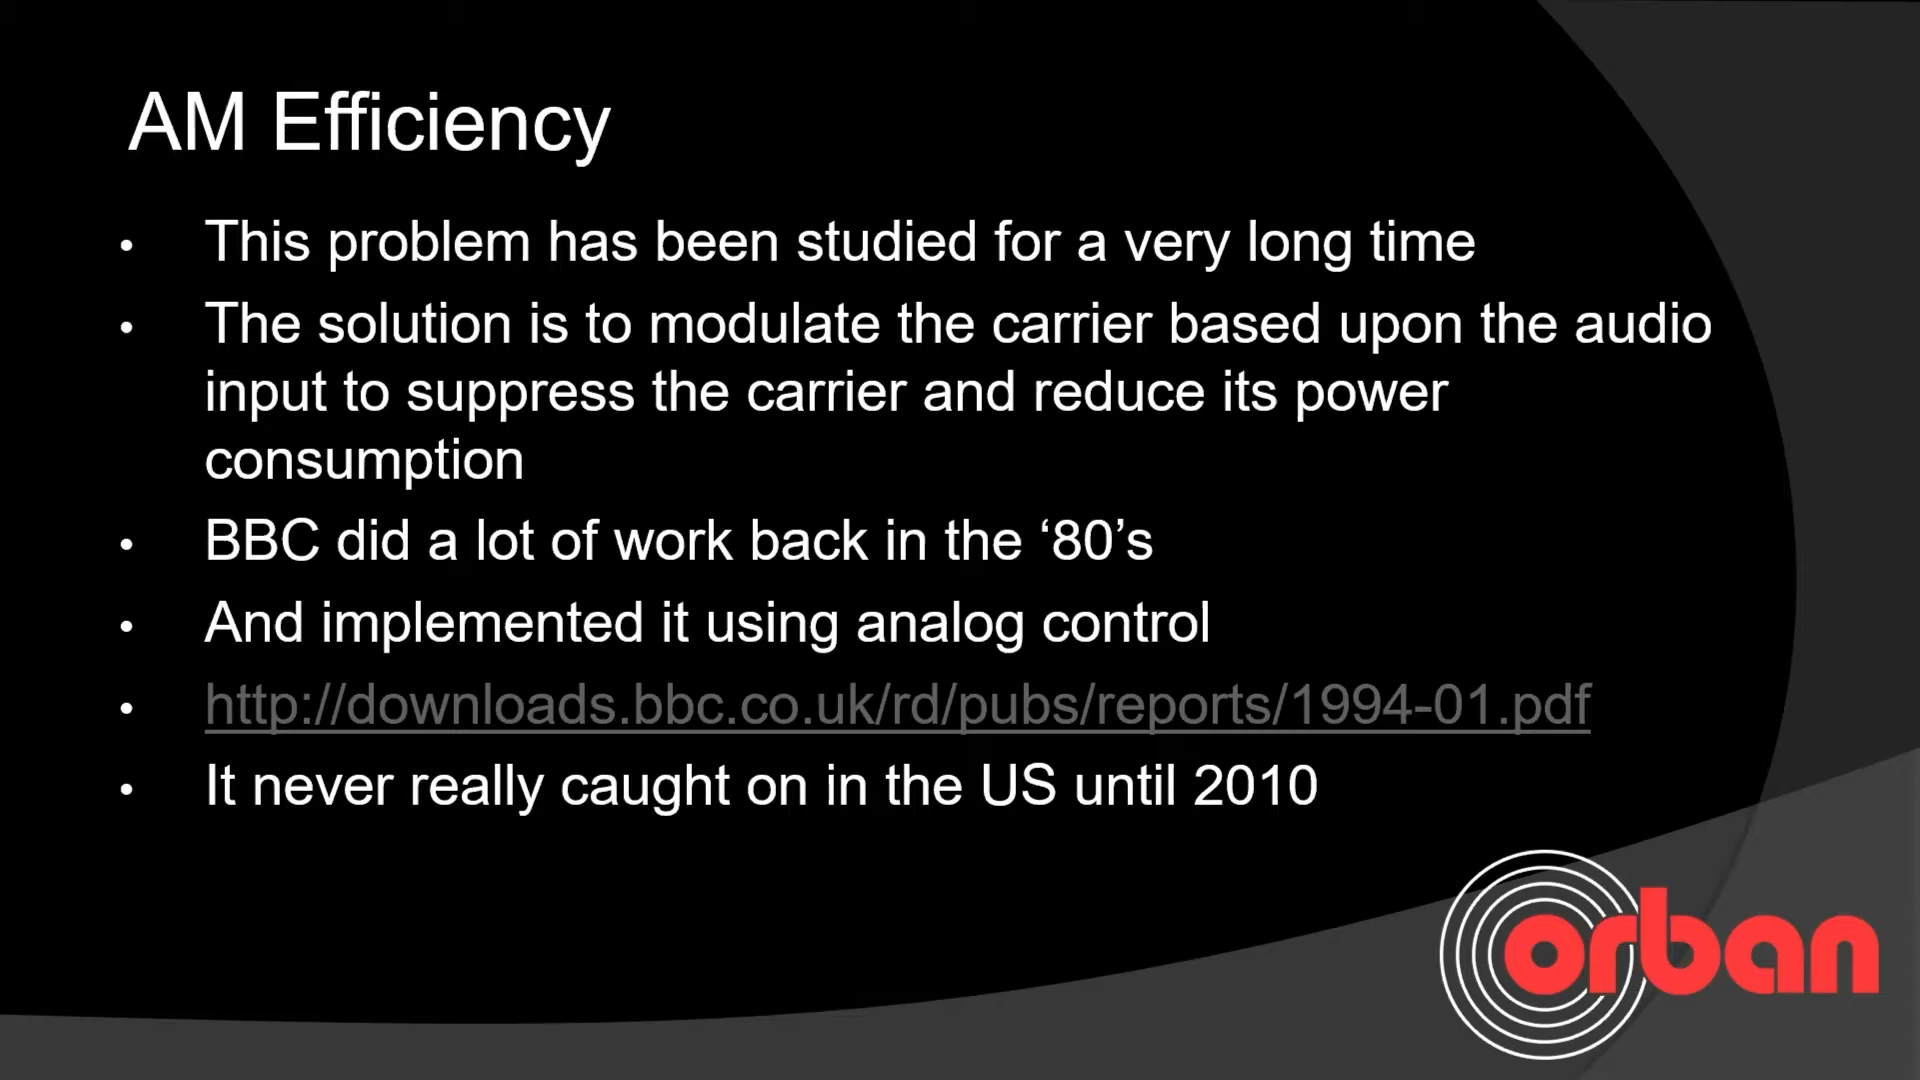 AM Efficiency
• This problem has been studied for a very long time
• The solution is to modulate the carrier based upon the audio
input to suppress the carrier and reduce its power
consumption
• BBC did a lot of work back in the ‘80’s
• And implemented it using analog control
• http://downloads.bbc.co.uk/rd/pubs/reports/1994-01.pdf
• It never really caught on in the US until 2010
orban